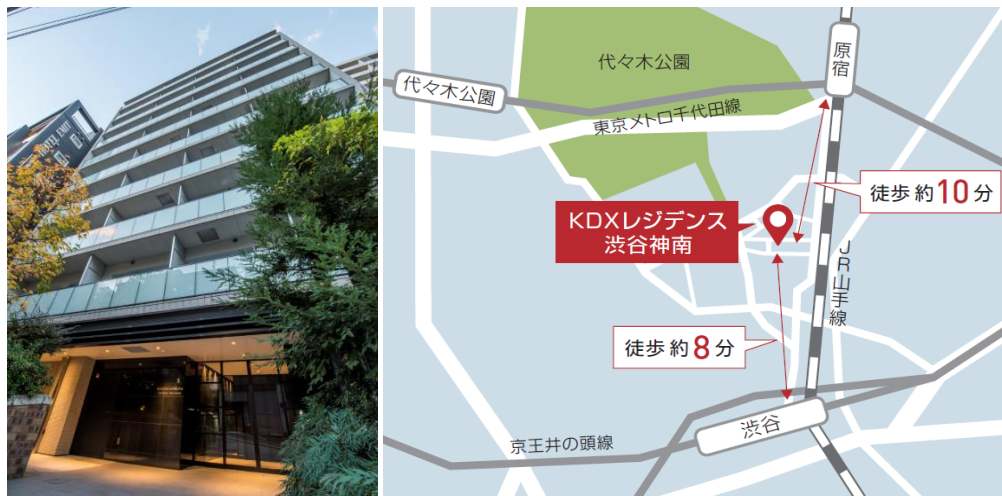 HOTEL EMIT
代々木公園
原宿
代々木公園
東京メトロ千代田線
徒歩 約10分
KDXレジデンス
渋谷神南
JR山手線
徒歩 約8分
渋谷
京王井の頭線